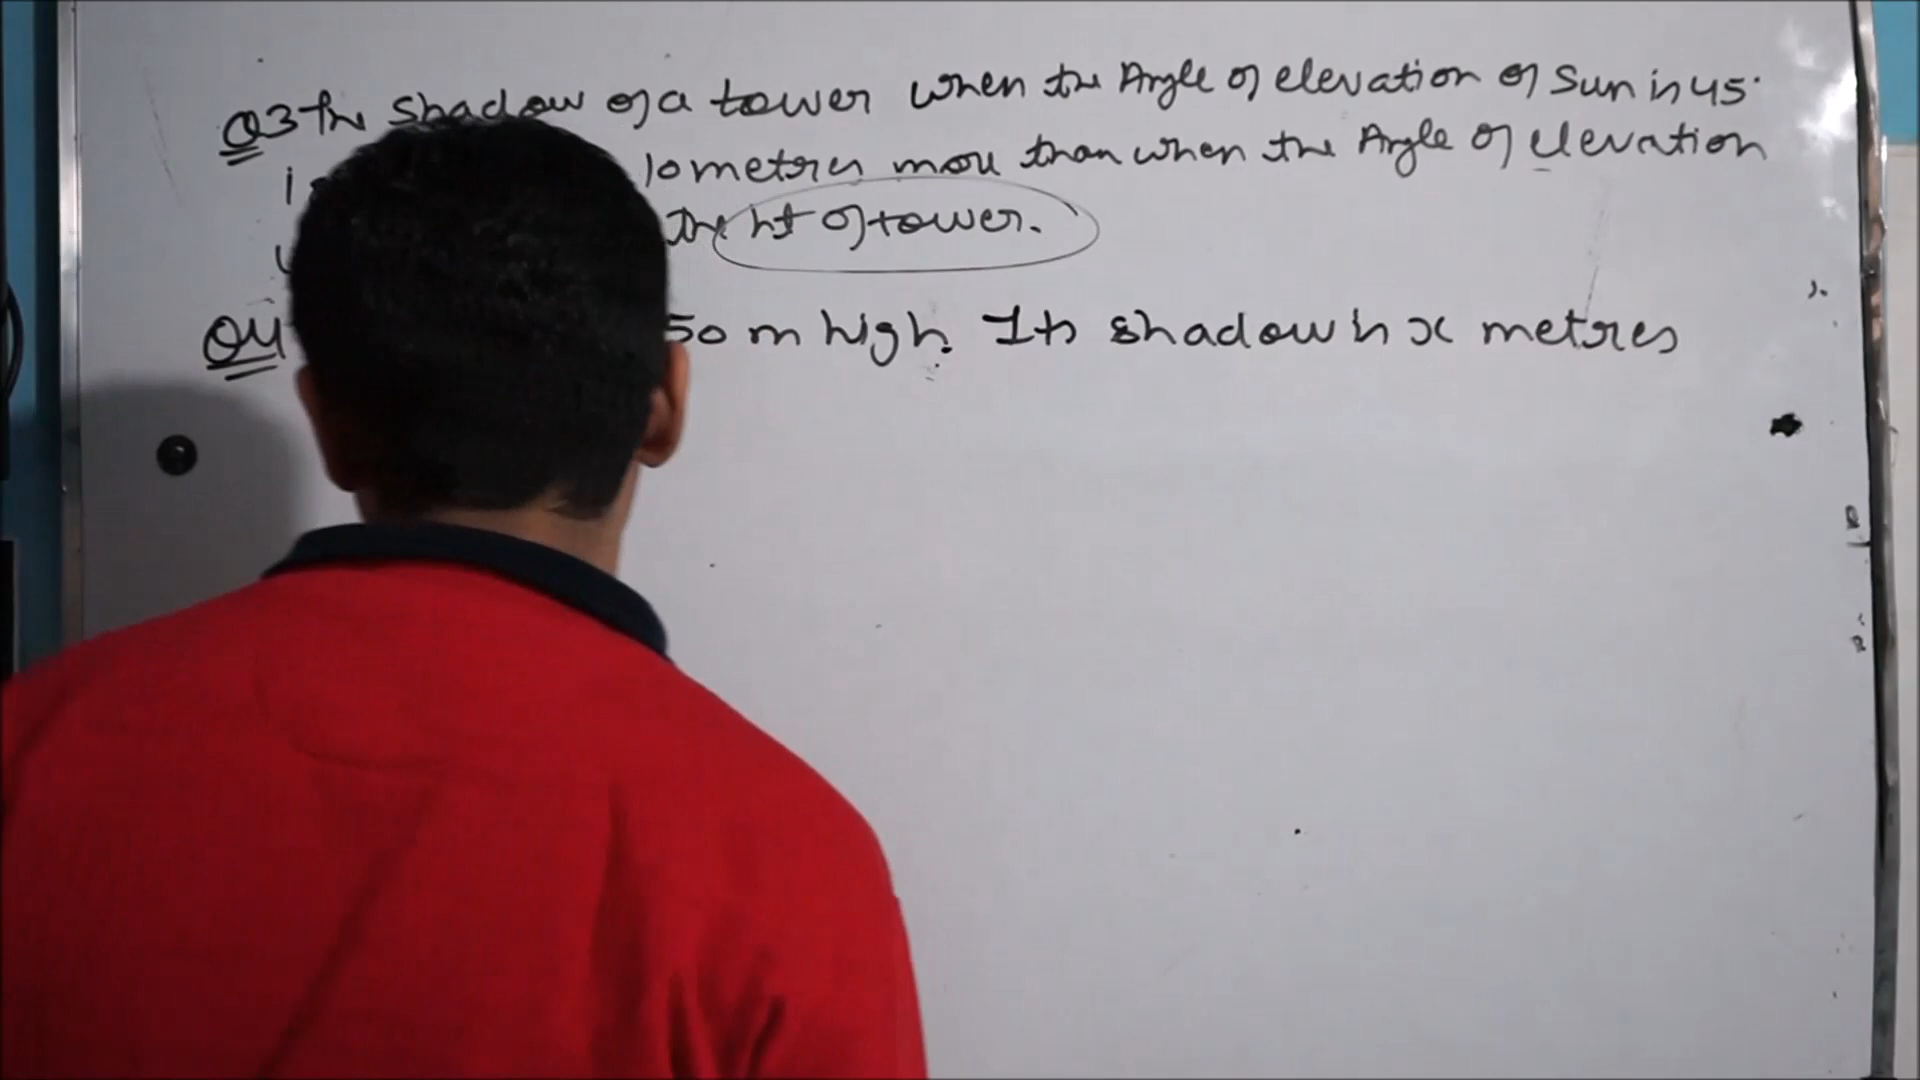 Q3 The shadow of a tower when the Angle of elevation of Sun is 45°
10 metres more than when the Angle of elevation
the ht of tower.
Q4 50 m high. Its shadow is x metres